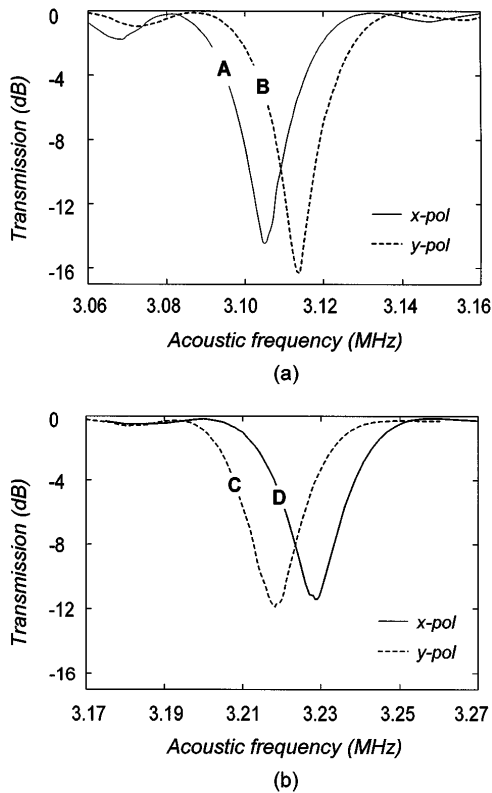 0
-4
-8
-12
-16
Transmission (dB)
A
B
x-pol
y-pol
3.06 3.08 3.10 3.12 3.14 3.16
Acoustic frequency (MHz)
(a)
0
-4
-8
-12
-16
Transmission (dB)
C
D
x-pol
y-pol
3.17 3.19 3.21 3.23 3.25 3.27
Acoustic frequency (MHz)
(b)